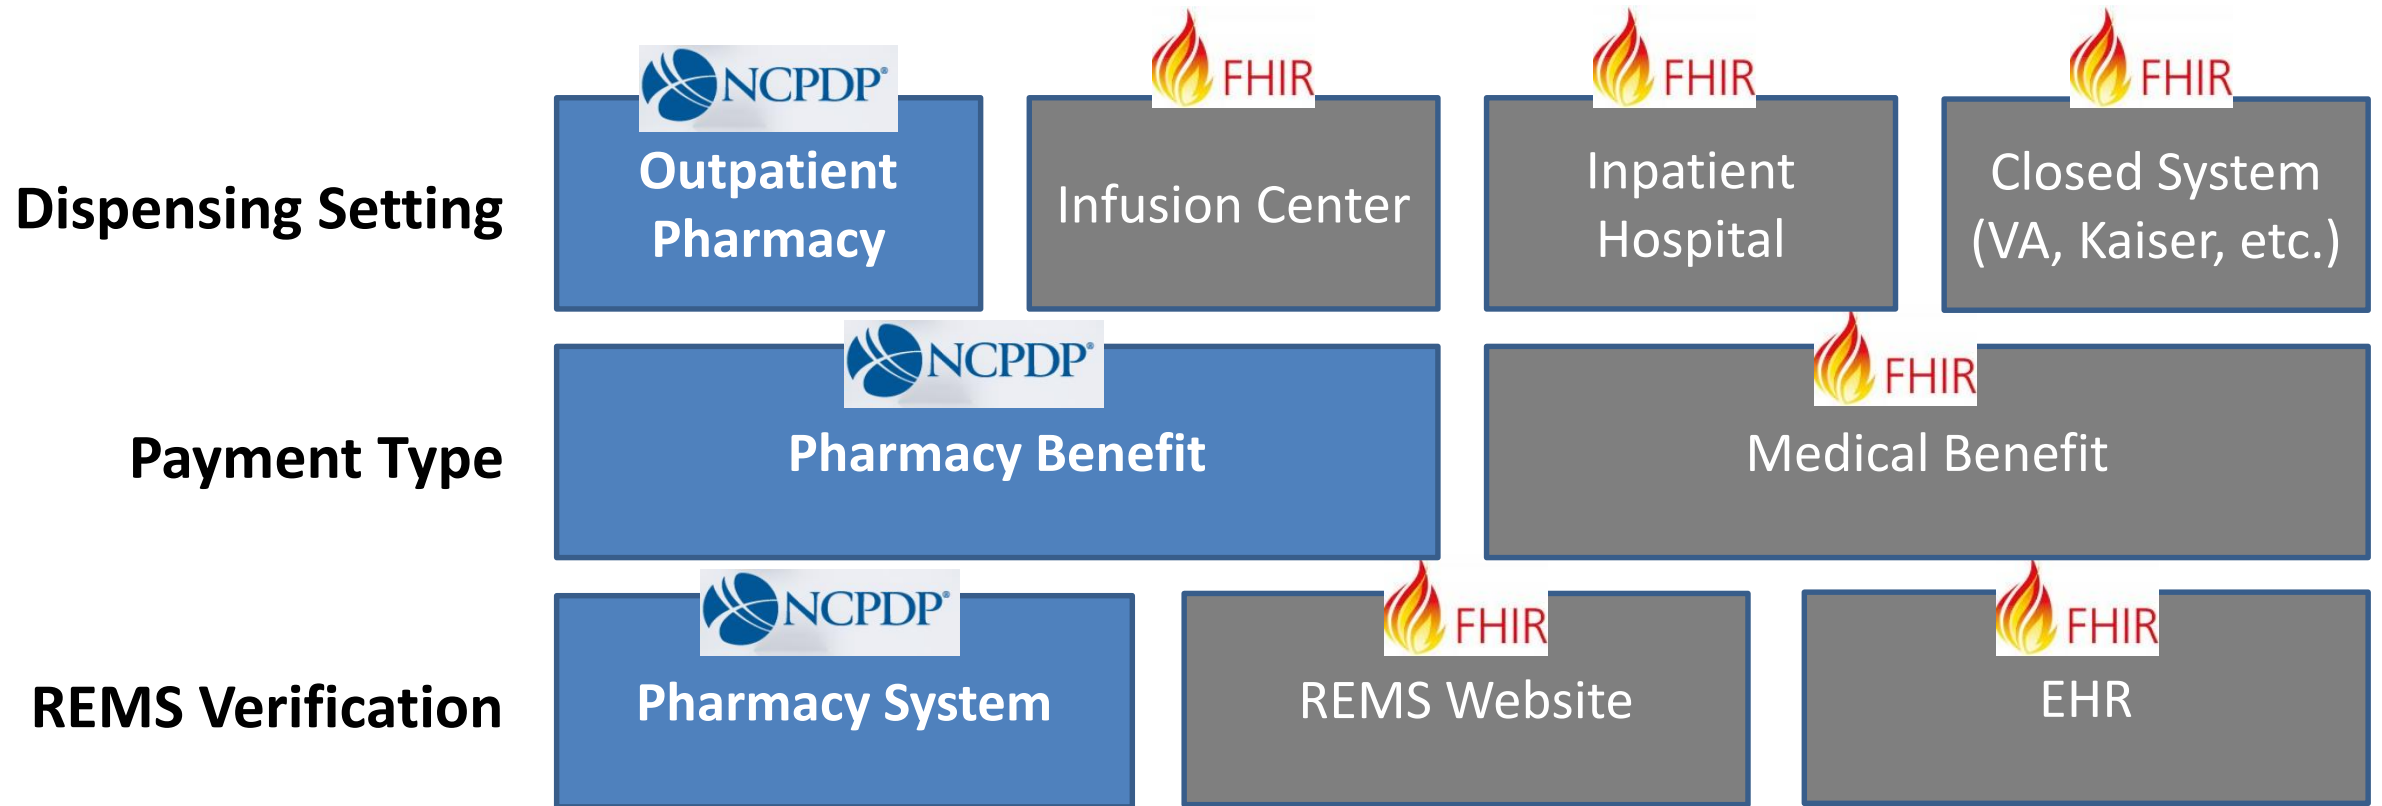 NCPDP®
FHIR
FHIR
FHIR
Dispensing Setting
Outpatient
Pharmacy
Infusion Center
Inpatient
Hospital
Closed System
(VA, Kaiser, etc.)
NCPDP®
FHIR
Payment Type
Pharmacy Benefit
Medical Benefit
NCPDP®
FHIR
FHIR
REMS Verification
Pharmacy System
REMS Website
EHR